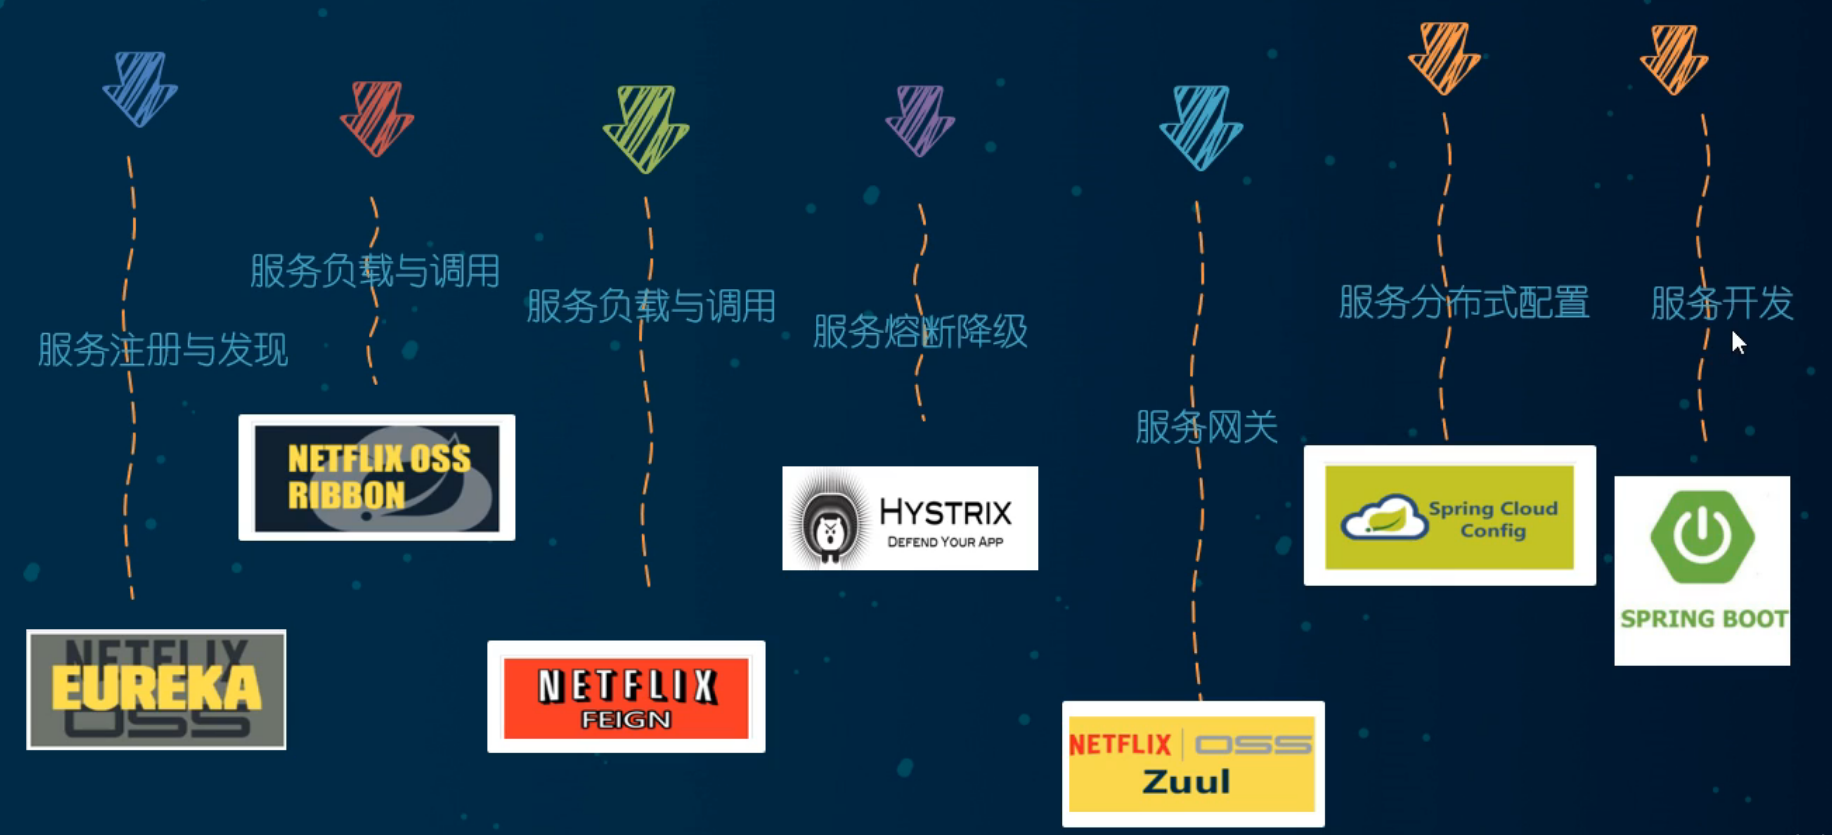 服务注册与发现
NETFLIX
EUREKA
OSS
服务负载与调用
NETFLIX OSS
RIBBON
服务负载与调用
NETFLIX
FEIGN
服务熔断降级
HYSTRIX
DEFEND YOUR APP
服务网关
NETFLIX | OSS
Zuul
服务分布式配置
Spring Cloud
Config
服务开发
SPRING BOOT